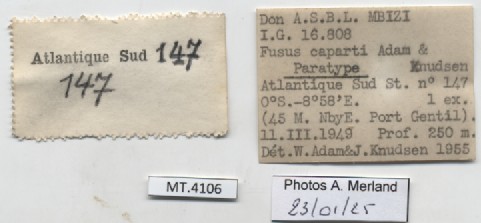 Atlantique Sud 147
147
Don A.S.B.L. MBIZI
I.G. 16.808
Fusus caparti Adam &
Paratype Knudsen
Atlantique Sud St. n° 147
0°S.-8°58'E. 1 ex.
(45 M. NbyE. Port Gentil).
11.III.1949 Prof. 250 m.
Dét.W.Adam&J.Knudsen 1955
MT.4106
Photos A. Merland
23/01/25